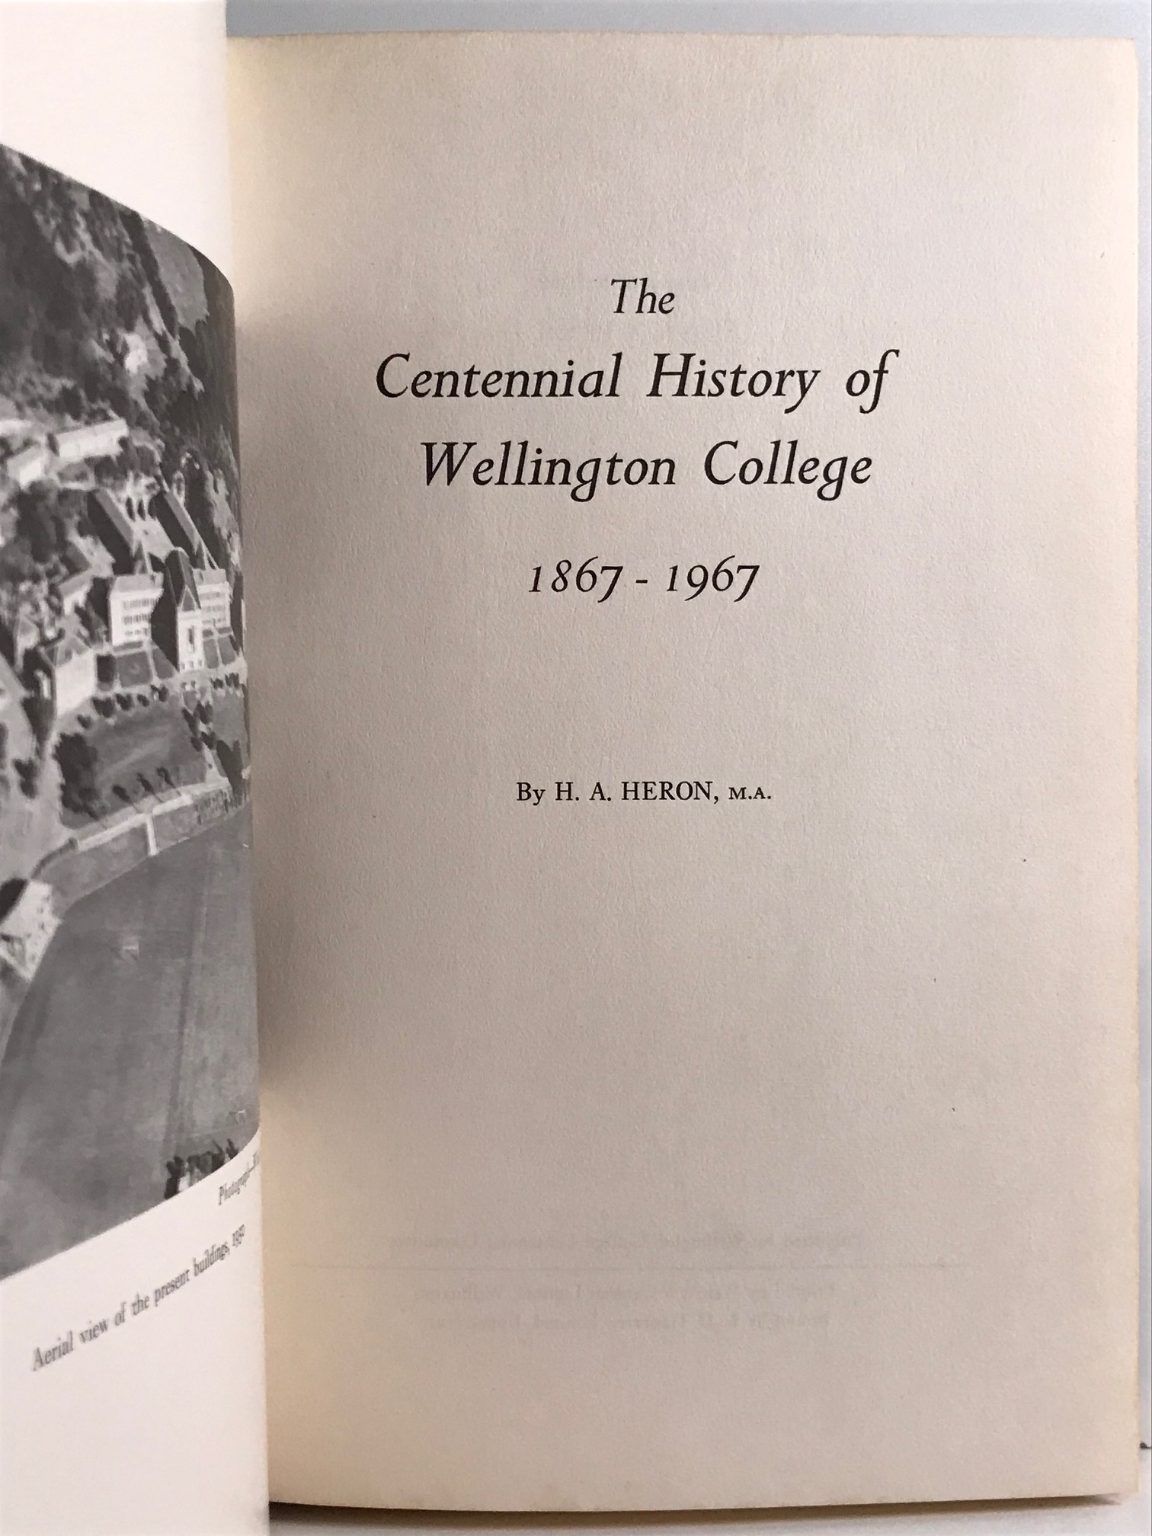 The
Centennial History of
Wellington College
1867 - 1967
By H. A. HERON, M.A.
Aerial view of the present buildings,